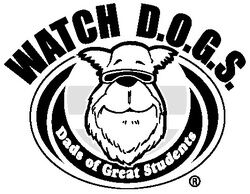 WATCH D.O.G.S.
Dads of Great Students
®